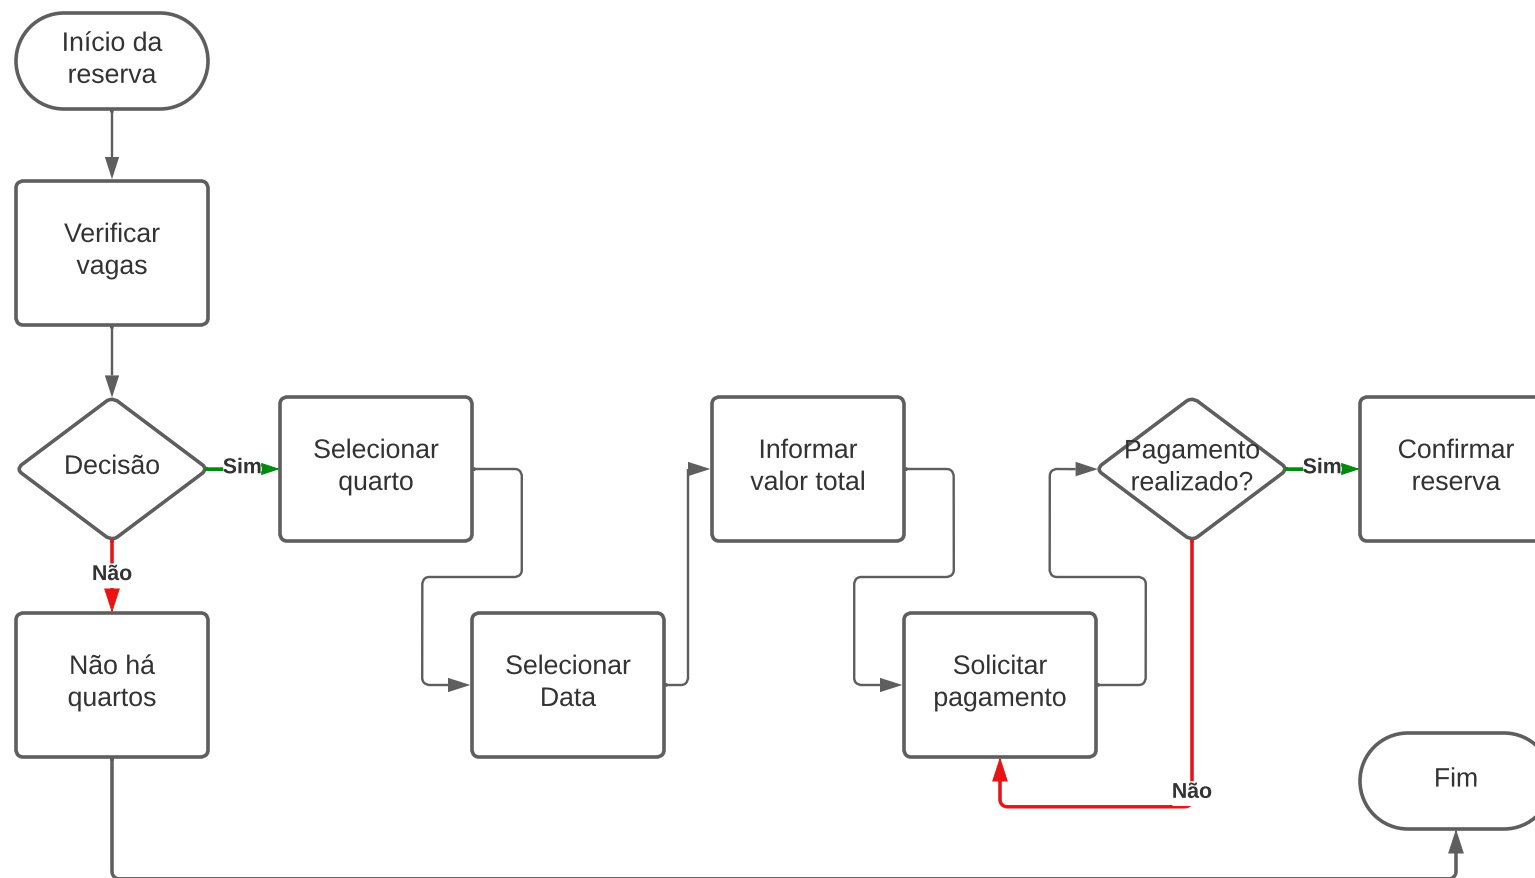 Início da
reserva
Verificar
vagas
Decisão
Sim
Selecionar
quarto
Informar
valor total
Pagamento
realizado?
Sim
Confirmar
reserva
Não
Não há
quartos
Selecionar
Data
Solicitar
pagamento
Não
Fim